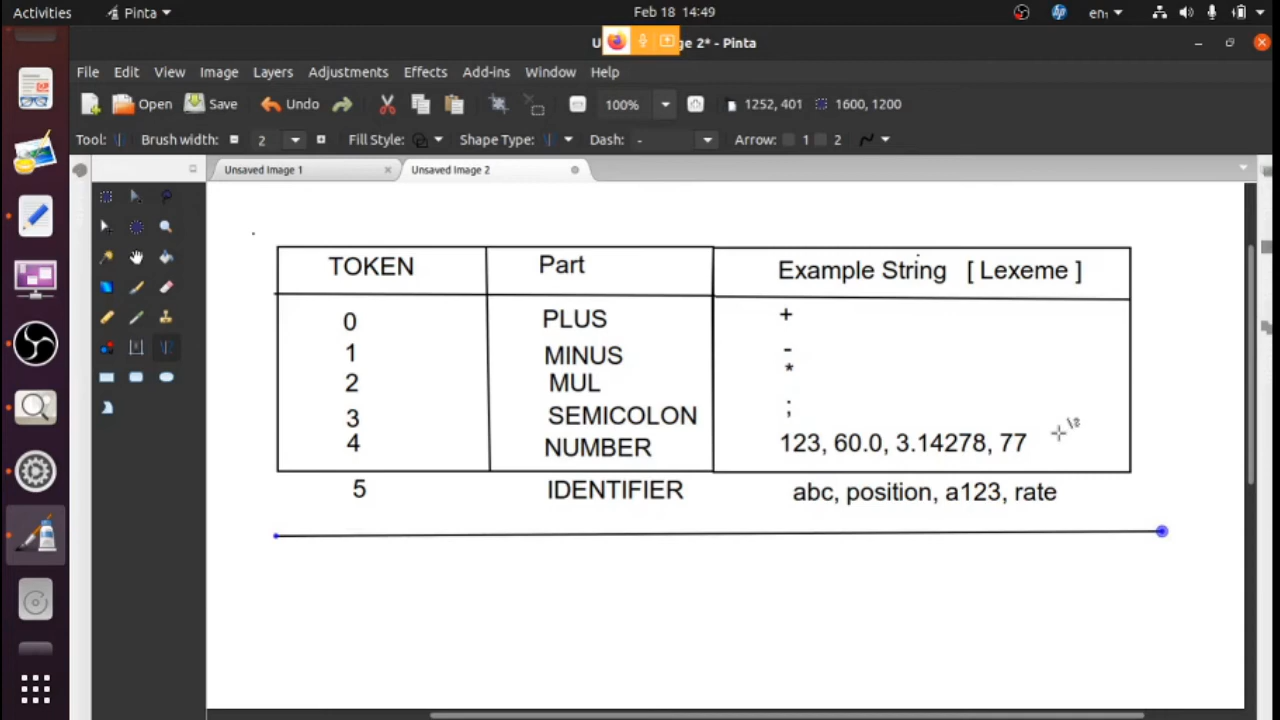 Activities Pinta Feb 18 14:49 en₁
2* - Pinta
File Edit View Image Layers Adjustments Effects Add-ins Window Help
Open Save Undo 100% 1252, 401 1600, 1200
Tool: Brush width: 2 Fill Style: Shape Type: Dash: - Arrow: 1 2
Unsaved Image 1 Unsaved Image 2
TOKEN Part Example String [ Lexeme ]
0 PLUS +
1 MINUS -
2 MUL *
3 SEMICOLON ;
4 NUMBER 123, 60.0, 3.14278, 77
5 IDENTIFIER abc, position, a123, rate